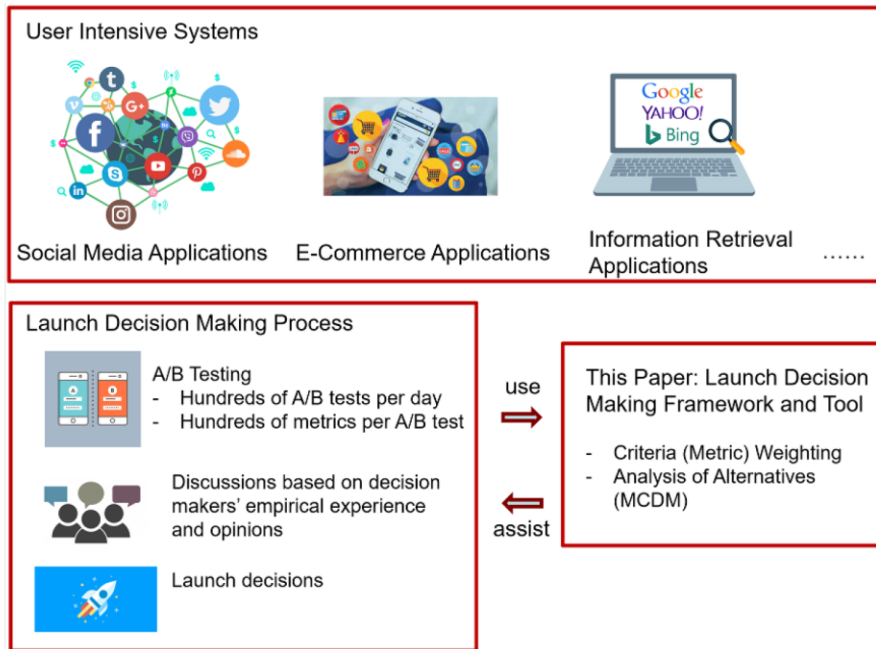 User Intensive Systems
Google
YAHOO!
Bing
Social Media Applications
E-Commerce Applications
Information Retrieval
Applications
......
Launch Decision Making Process
A/B Testing
- Hundreds of A/B tests per day
- Hundreds of metrics per A/B test
Discussions based on decision
makers' empirical experience
and opinions
Launch decisions
use
assist
This Paper: Launch Decision
Making Framework and Tool
- Criteria (Metric) Weighting
- Analysis of Alternatives
(MCDM)